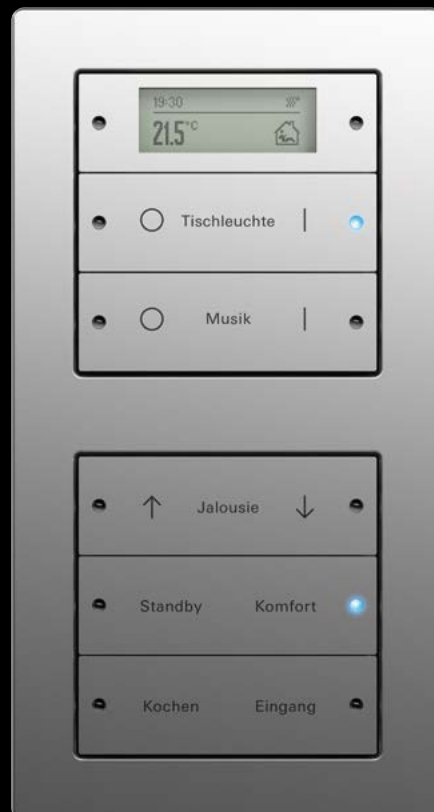 19:30
21.5°C
Tischleuchte
Musik
Jalousie
Standby Komfort
Kochen Eingang